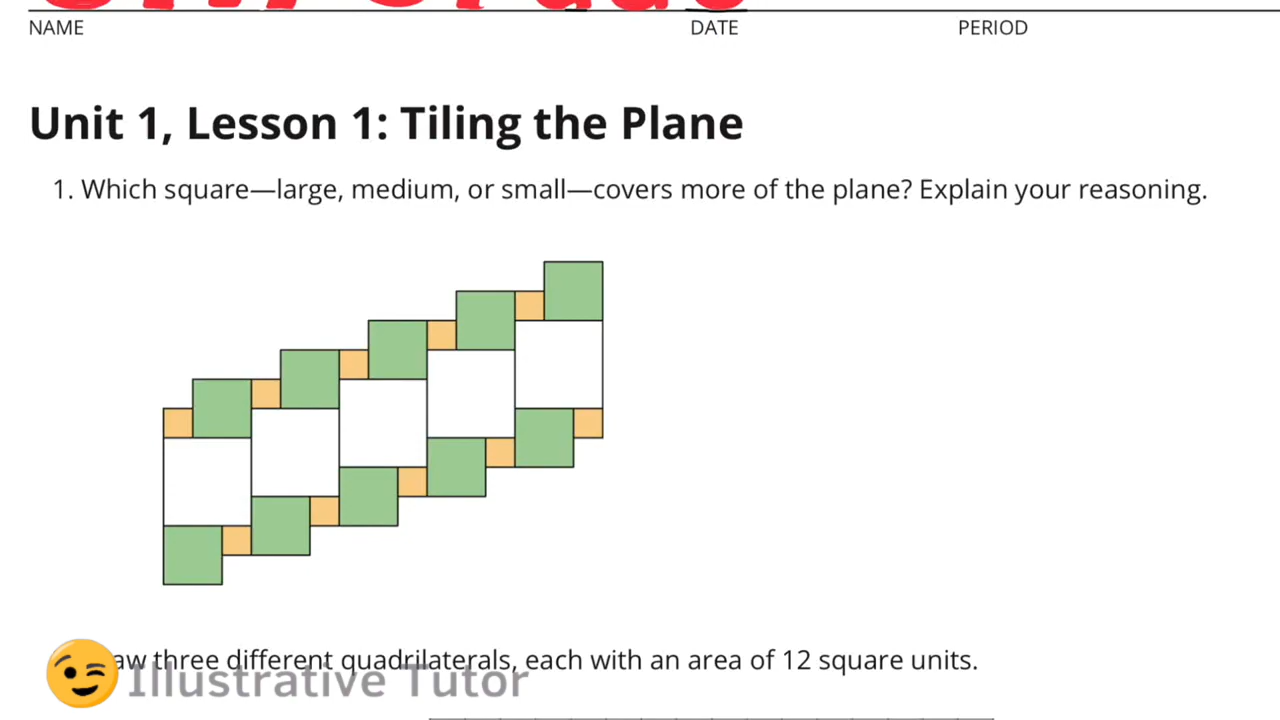 NAME DATE PERIOD
Unit 1, Lesson 1: Tiling the Plane
1. Which square—large, medium, or small—covers more of the plane? Explain your reasoning.
three different quadrilaterals, each with an area of 12 square units.
Illustrative Tutor